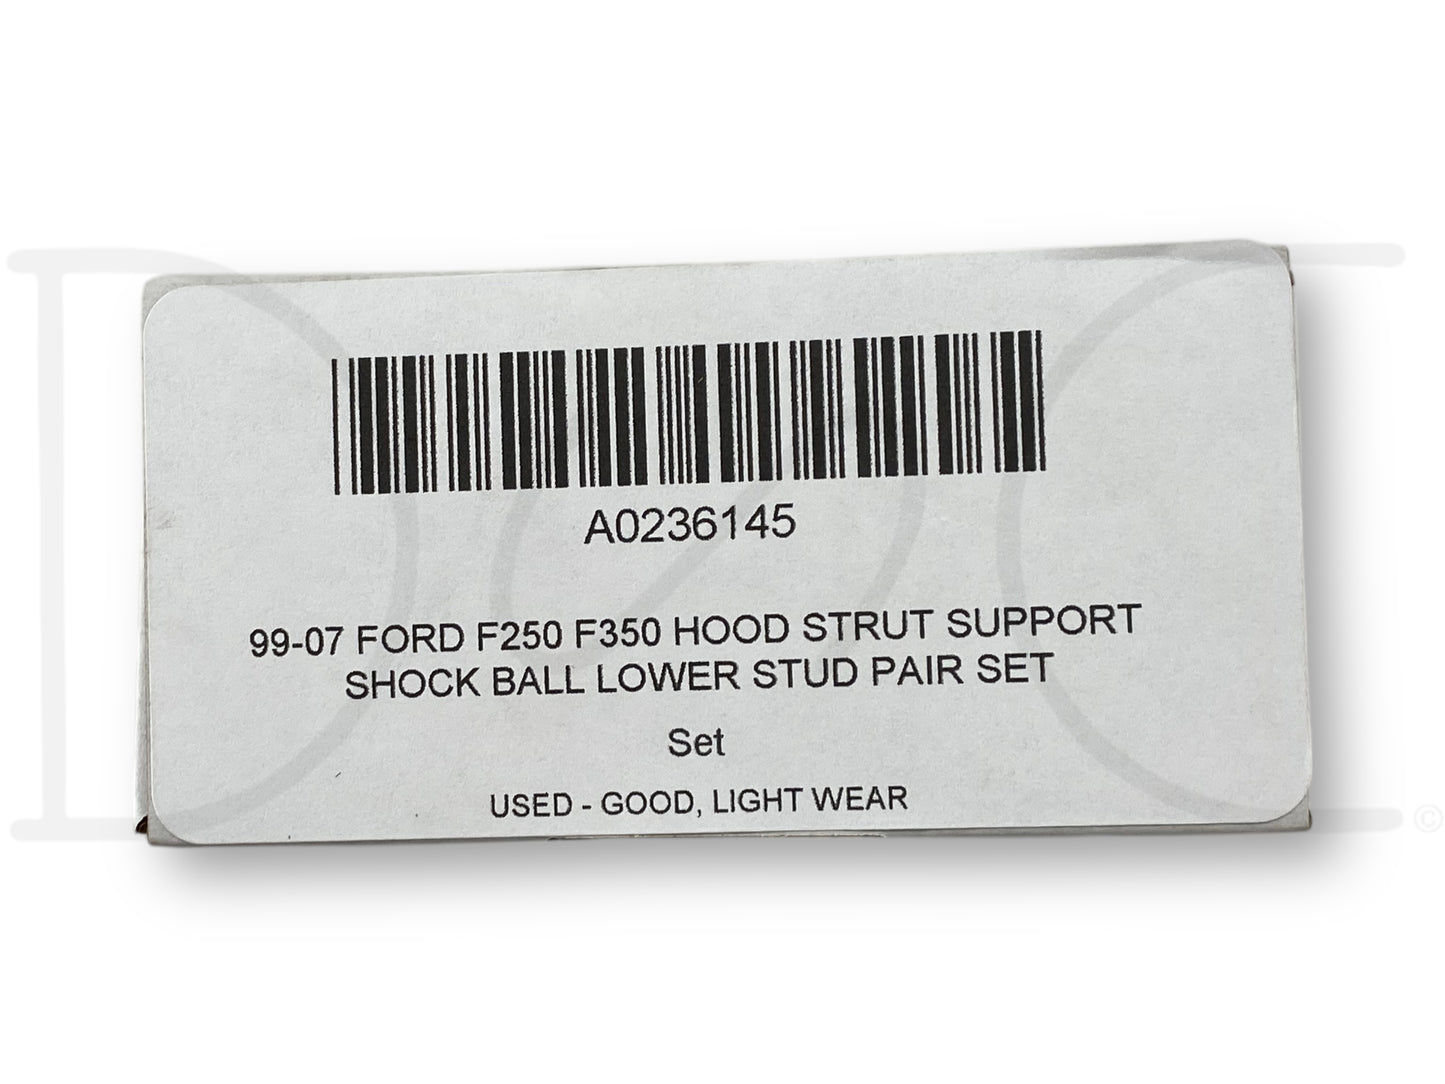 A0236145
99-07 FORD F250 F350 HOOD STRUT SUPPORT
SHOCK BALL LOWER STUD PAIR SET
Set
USED - GOOD, LIGHT WEAR
©